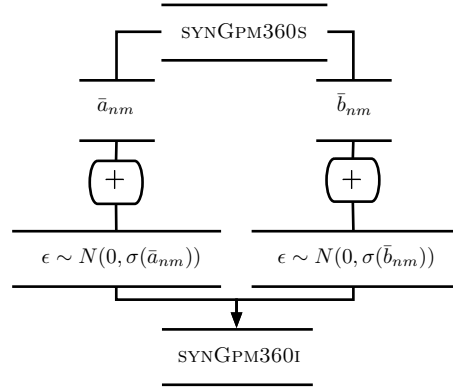 SYNGPM360S
ā_nm b̄_nm
+ +
ϵ ∼ N(0, σ(ā_nm)) ϵ ∼ N(0, σ(b̄_nm))
SYNGPM360I